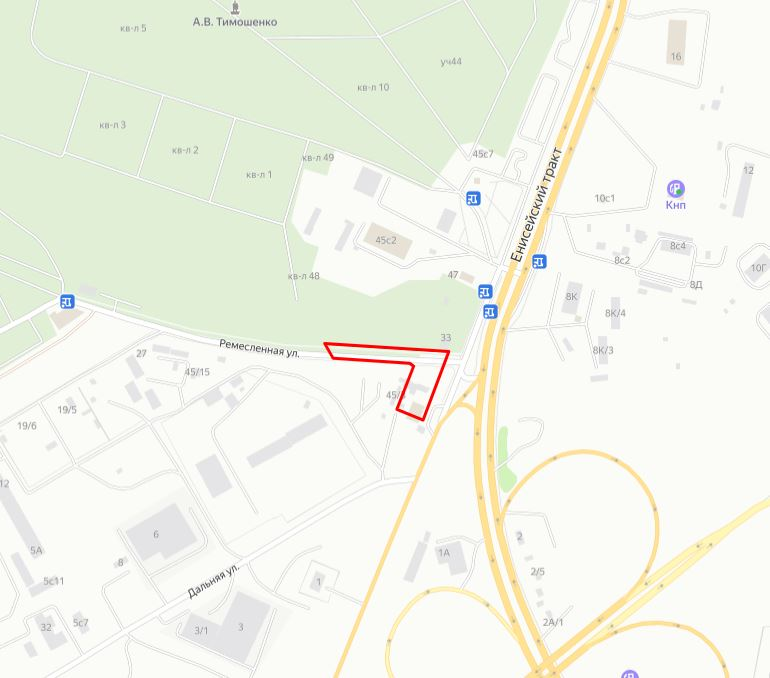 А.В. Тимошенко
кв-л 5
уч44
16
кв-л 10
кв-л 3
кв-л 2
45с7
кв-л 49
кв-л 1
12
10с1
Кнп
Енисейский тракт
45с2
8с4
8с2
10Г
47
кв-л 48
8Д
8К
8К/4
33
Ремесленная ул.
27
8К/3
45/15
19/5
19/6
12
6
5А
1А
2
8
2/5
5с11
1
Дальняя ул.
32
5с7
3/1
3
2А/1